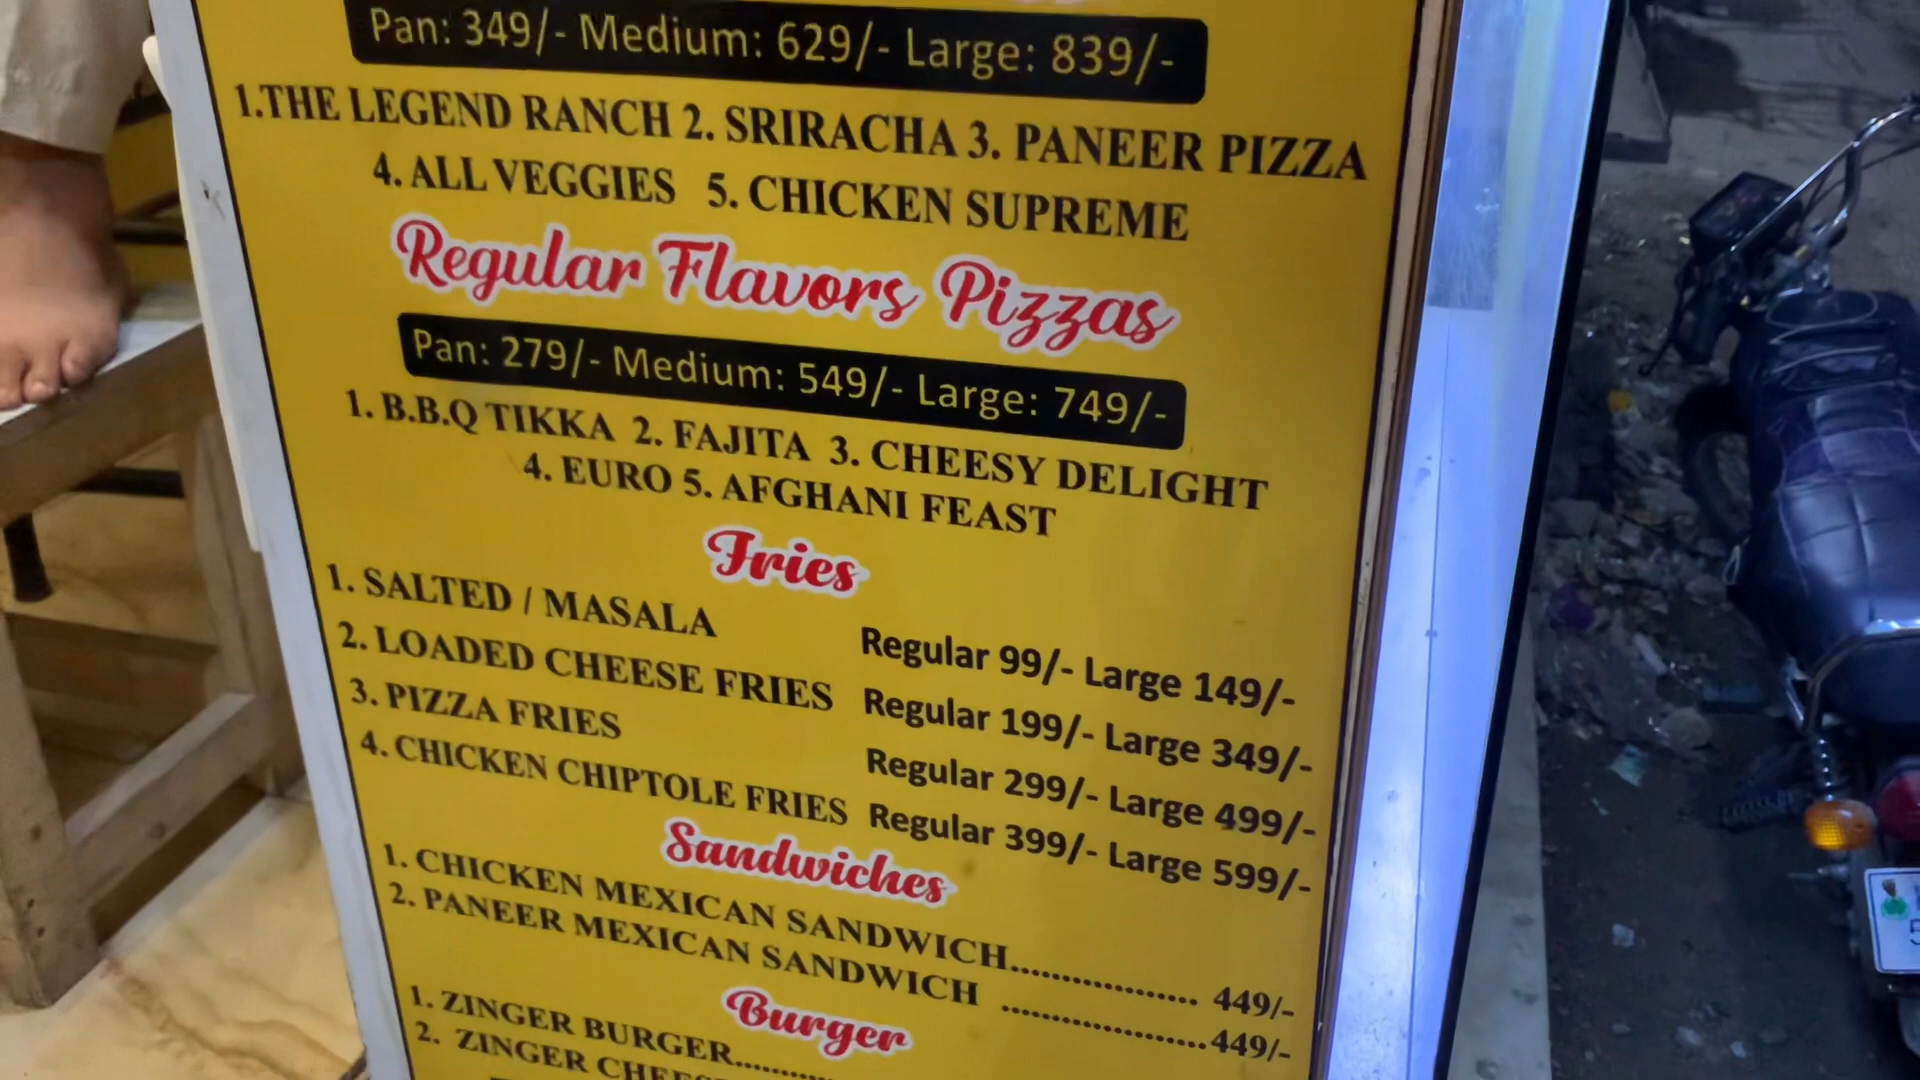 Pan: 349/- Medium: 629/- Large: 839/-
1.THE LEGEND RANCH 2. SRIRACHA 3. PANEER PIZZA
4. ALL VEGGIES 5. CHICKEN SUPREME
Regular Flavors Pizzas
Pan: 279/- Medium: 549/- Large: 749/-
1. B.B.Q TIKKA 2. FAJITA 3. CHEESY DELIGHT
4. EURO 5. AFGHANI FEAST
Fries
1. SALTED / MASALA Regular 99/- Large 149/-
2. LOADED CHEESE FRIES Regular 199/- Large 349/-
3. PIZZA FRIES Regular 299/- Large 499/-
4. CHICKEN CHIPTOLE FRIES Regular 399/- Large 599/-
Sandwiches
1. CHICKEN MEXICAN SANDWICH.................... 449/-
2. PANEER MEXICAN SANDWICH ......................449/-
Burger
1. ZINGER BURGER..........
2. ZINGER